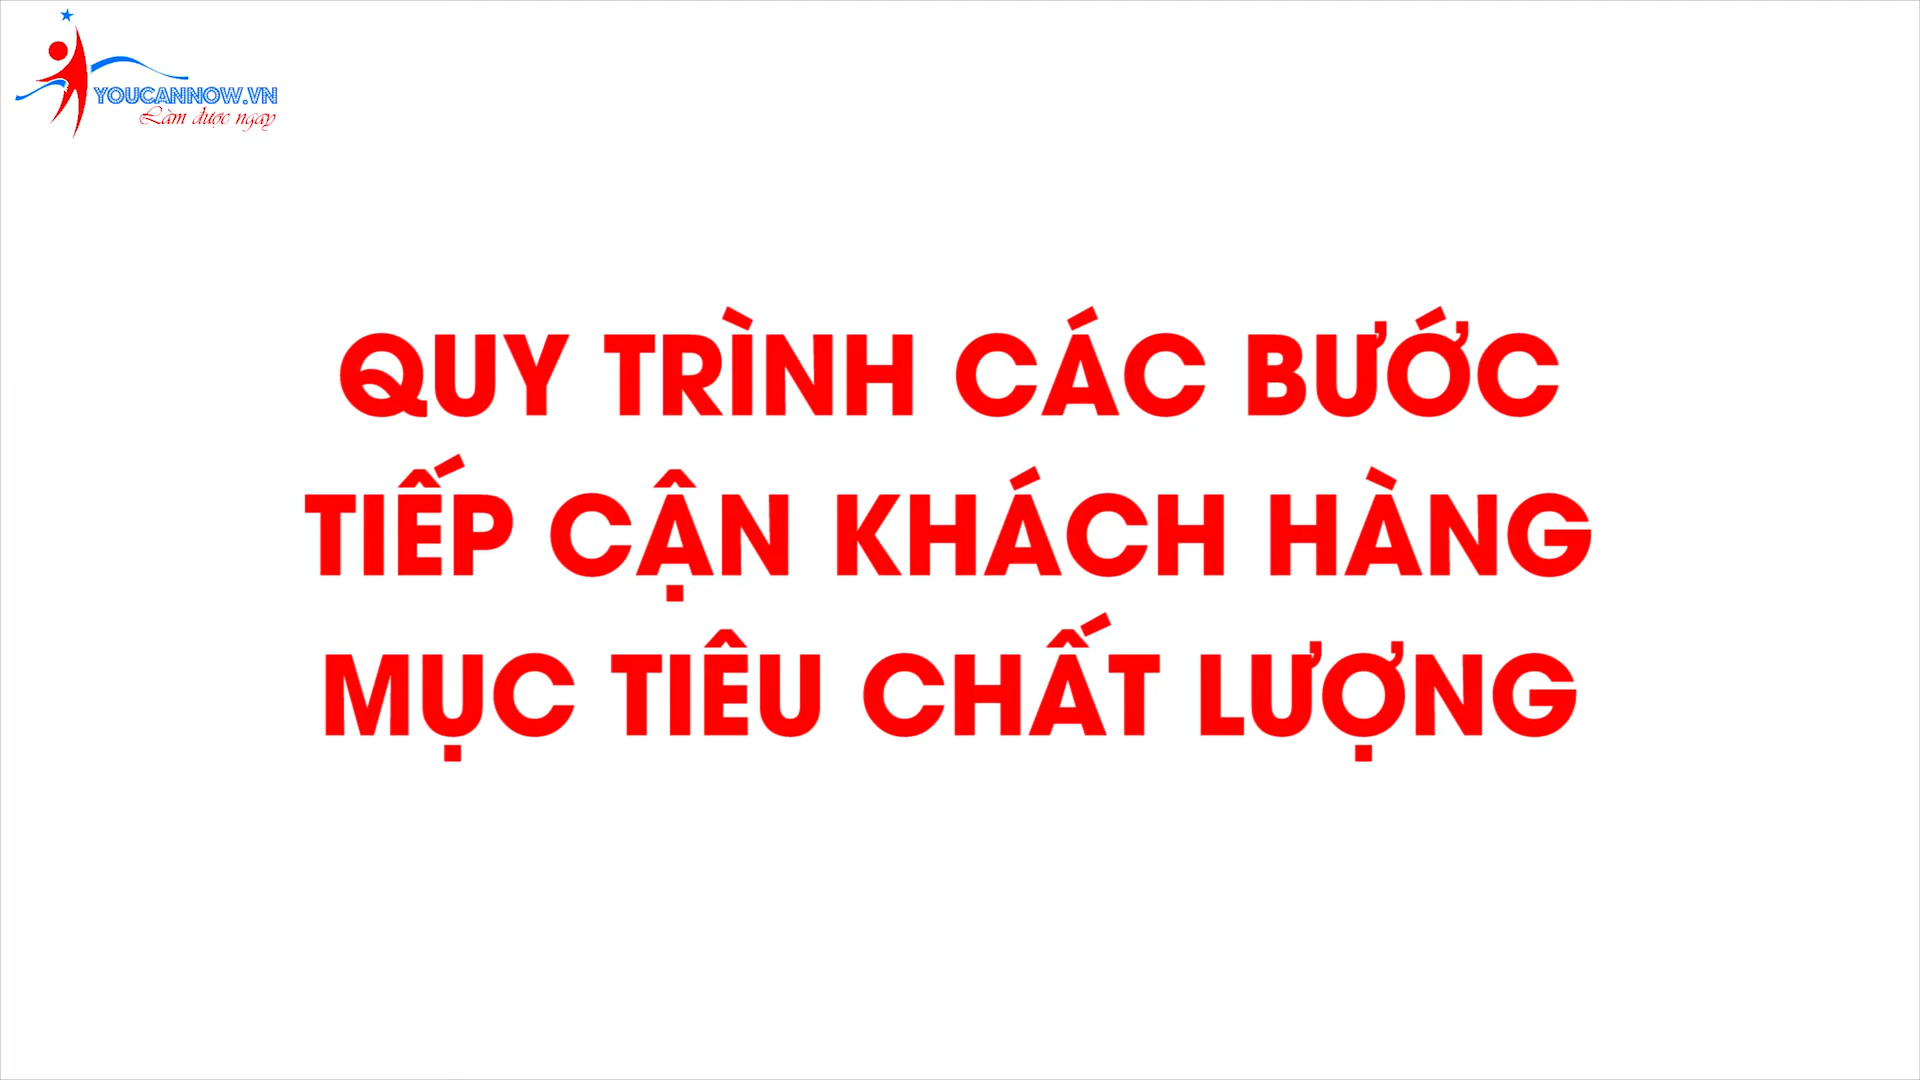 YOUCANNOW.VN
Làm được ngay
QUY TRÌNH CÁC BƯỚC
TIẾP CẬN KHÁCH HÀNG
MỤC TIÊU CHẤT LƯỢNG